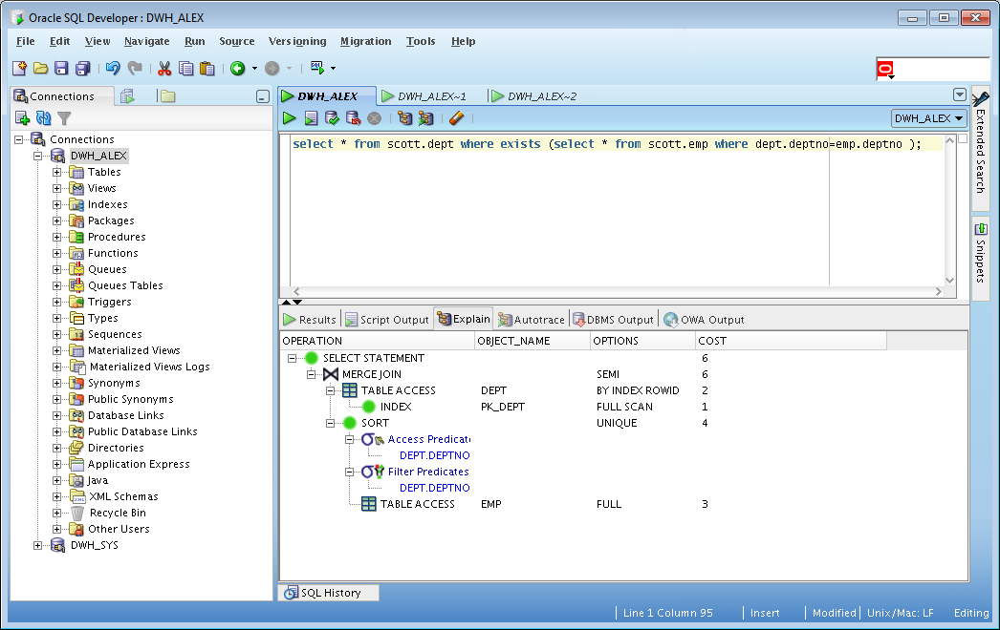 Oracle SQL Developer : DWH_ALEX
File Edit View Navigate Run Source Versioning Migration Tools Help
Connections
Connections
DWH_ALEX
Tables
Views
Indexes
Packages
Procedures
Functions
Queues
Queues Tables
Triggers
Types
Sequences
Materialized Views
Materialized Views Logs
Synonyms
Public Synonyms
Database Links
Public Database Links
Directories
Application Express
Java
XML Schemas
Recycle Bin
Other Users
DWH_SYS
DWH_ALEX DWH_ALEX~1 DWH_ALEX~2
DWH_ALEX
select * from scott.dept where exists (select * from scott.emp where dept.deptno=emp.deptno );
Results Script Output Explain Autotrace DBMS Output OWA Output
OPERATION OBJECT_NAME OPTIONS COST
SELECT STATEMENT 6
MERGE JOIN SEMI 6
TABLE ACCESS DEPT BY INDEX ROWID 2
INDEX PK_DEPT FULL SCAN 1
SORT UNIQUE 4
Access Predicat
DEPT.DEPTNO
Filter Predicates
DEPT.DEPTNO
TABLE ACCESS EMP FULL 3
SQL History
Extended Search
Snippets
Line 1 Column 95 Insert Modified Unix/Mac: LF Editing